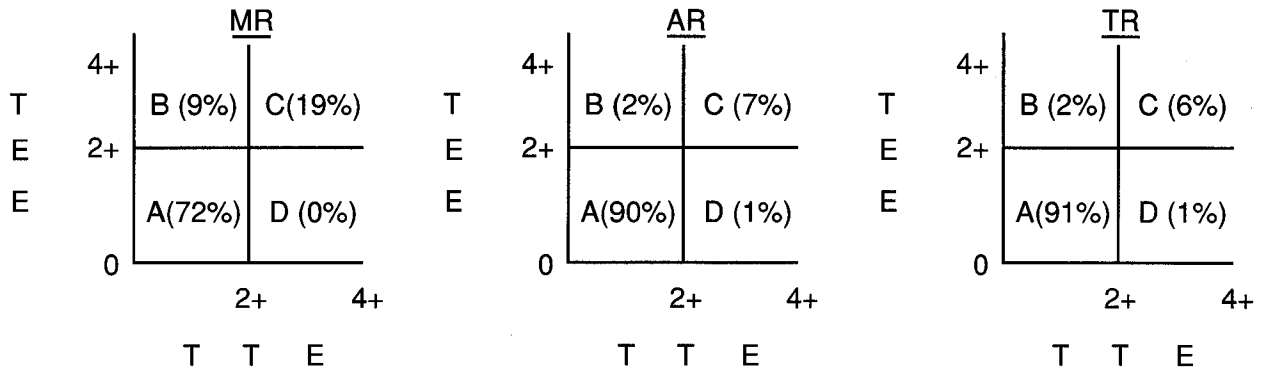 MR AR TR
4+ 4+ 4+
T B (9%) C(19%) T B (2%) C (7%) T B (2%) C (6%)
E 2+ E 2+ E 2+
E A(72%) D (0%) E A(90%) D (1%) E A(91%) D (1%)
0 0 0
2+ 4+ 2+ 4+ 2+ 4+
T T E T T E T T E